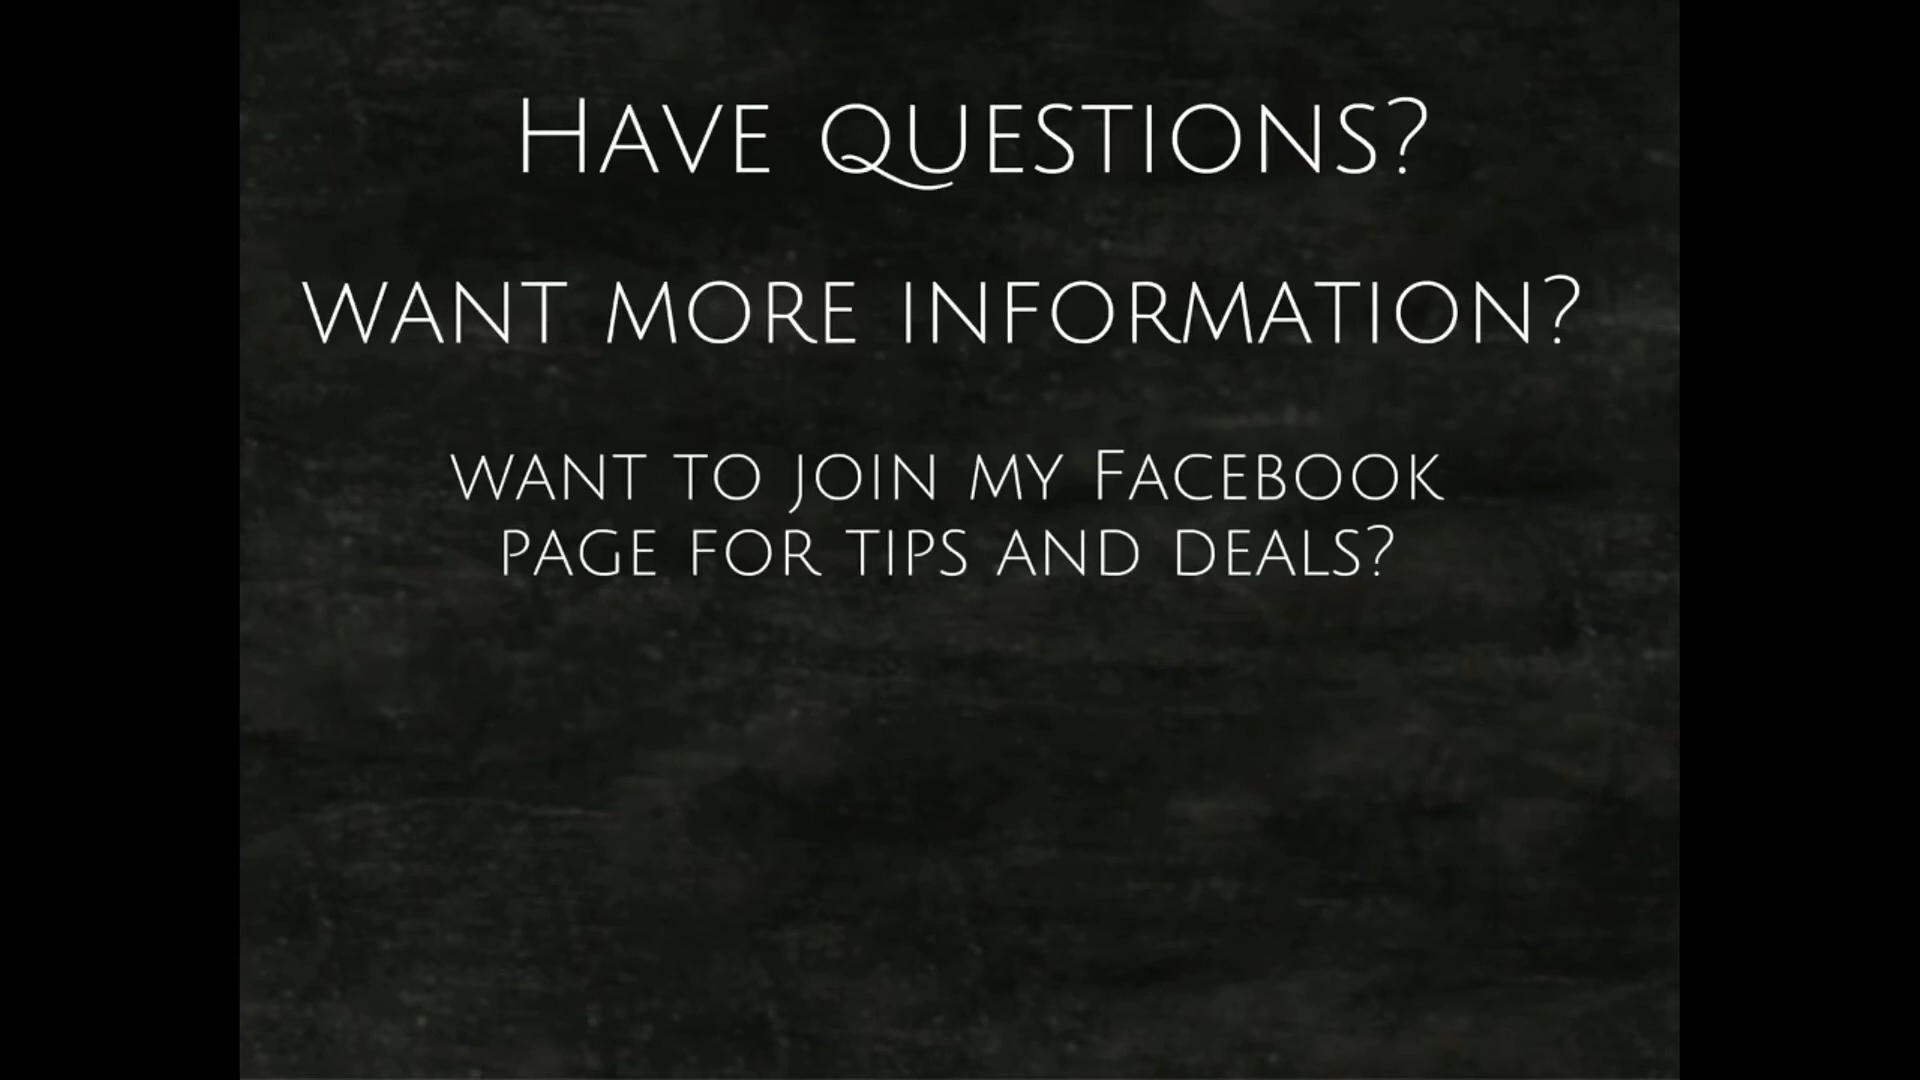 Have questions?
want more information?
want to join my Facebook
page for tips and deals?